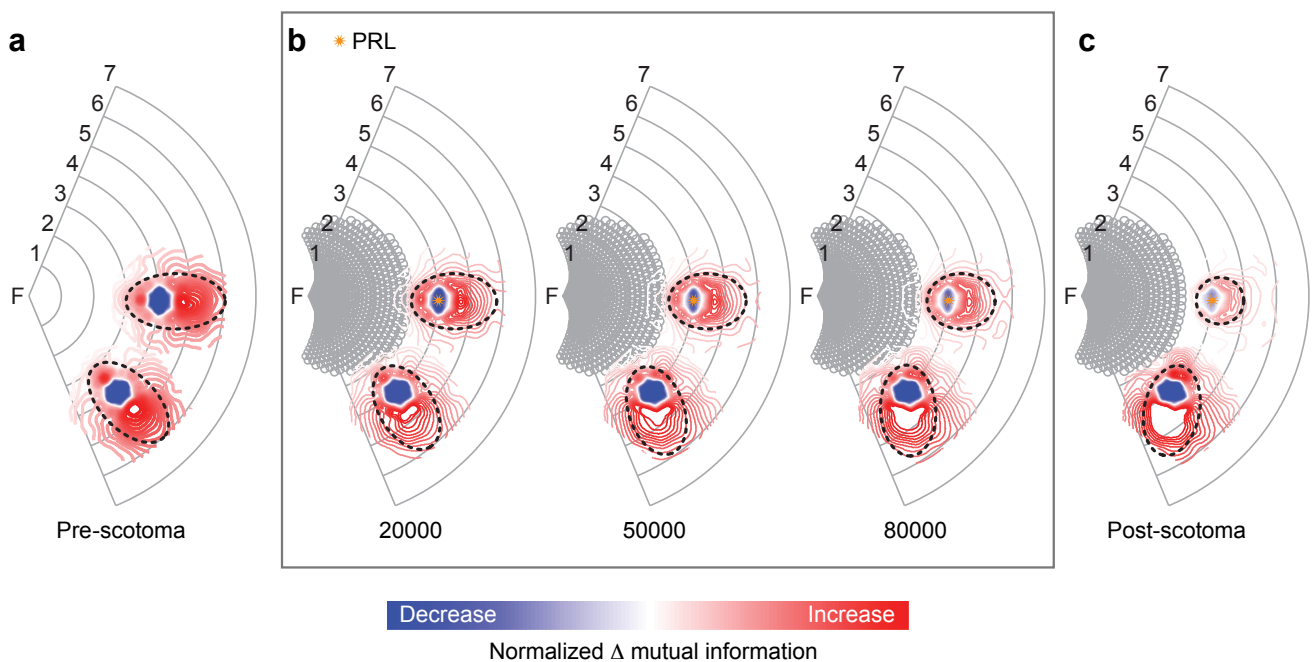 a
b
PRL
c
7
6
5
4
3
2
1
F
7
6
5
4
3
2
1
F
7
6
5
4
3
2
1
F
7
6
5
4
3
2
1
F
7
6
5
4
3
2
1
F
Pre-scotoma
20000
50000
80000
Post-scotoma
Decrease
Increase
Normalized Δ mutual information